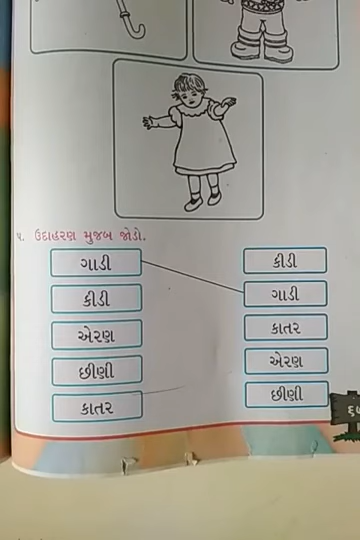 ૫. ઉદાહરણ મુજબ જોડો.
ગાડી કીડી
કીડી ગાડી
એરણ કાતર
છીણી એરણ
કાતર છીણી